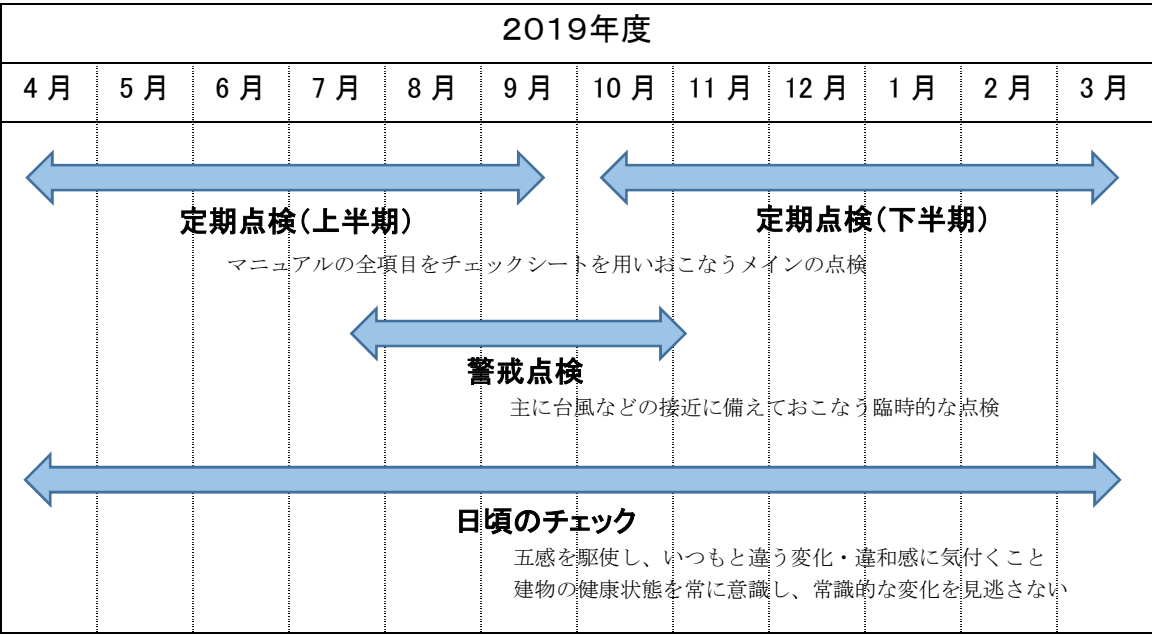 2019年度
4月 5月 6月 7月 8月 9月 10月 11月 12月 1月 2月 3月
定期点検(上半期) 定期点検(下半期)
マニュアルの全項目をチェックシートを用いおこなうメインの点検
警戒点検
主に台風などの接近に備えておこなう臨時的な点検
日頃のチェック
五感を駆使し、いつもと違う変化・違和感に気付くこと
建物の健康状態を常に意識し、常識的な変化を見逃さない